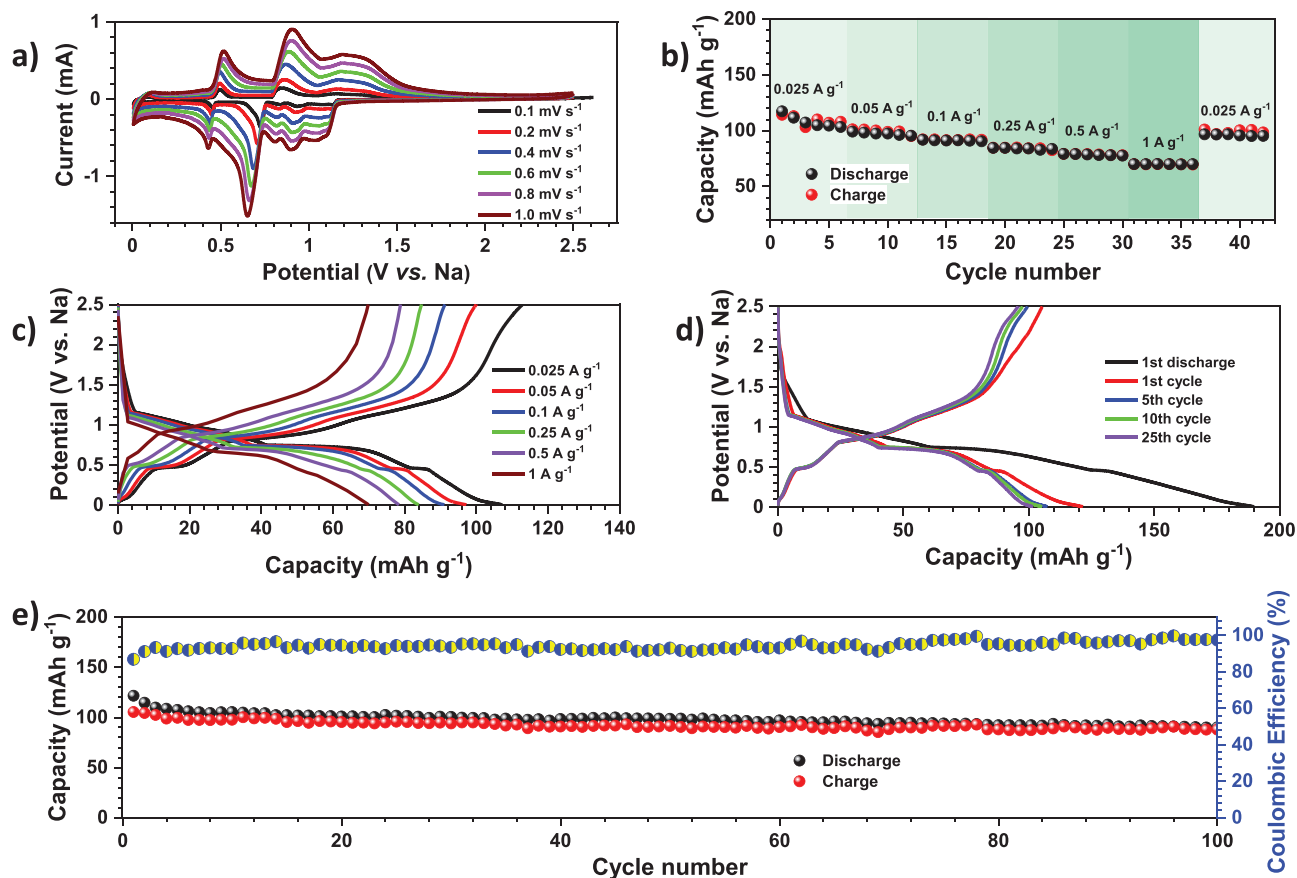 a)
Current (mA)
1
0
-1
0
0.5
1
1.5
2
2.5
Potential (V vs. Na)
0.1 mV s⁻¹
0.2 mV s⁻¹
0.4 mV s⁻¹
0.6 mV s⁻¹
0.8 mV s⁻¹
1.0 mV s⁻¹
b)
Capacity (mAh g⁻¹)
200
150
100
50
0.025 A g⁻¹
0.05 A g⁻¹
0.1 A g⁻¹
0.25 A g⁻¹
0.5 A g⁻¹
1 A g⁻¹
0.025 A g⁻¹
Discharge
Charge
0
5
10
15
20
25
30
35
40
Cycle number
c)
Potential (V vs. Na)
2.5
2.0
1.5
1.0
0.5
0.0
0
20
40
60
80
100
120
140
Capacity (mAh g⁻¹)
0.025 A g⁻¹
0.05 A g⁻¹
0.1 A g⁻¹
0.25 A g⁻¹
0.5 A g⁻¹
1 A g⁻¹
d)
Potential (V vs. Na)
2.5
2.0
1.5
1.0
0.5
0.0
0
50
100
150
200
Capacity (mAh g⁻¹)
1st discharge
1st cycle
5th cycle
10th cycle
25th cycle
e)
Capacity (mAh g⁻¹)
200
150
100
50
0
Discharge
Charge
0
20
40
60
80
100
Cycle number
100
80
60
40
20
0
Coulombic Efficiency (%)